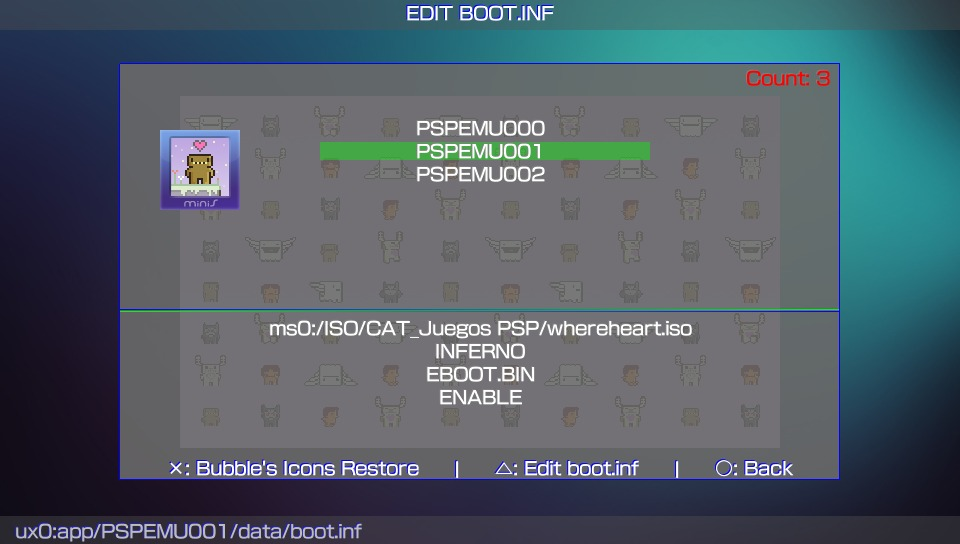 EDIT BOOT.INF
Count: 3
PSPEMU000
PSPEMU001
PSPEMU002
minis
ms0:/ISO/CAT_Juegos PSP/whereheart.iso
INFERNO
EBOOT.BIN
ENABLE
×: Bubble's Icons Restore | △: Edit boot.inf | ○: Back
ux0:app/PSPEMU001/data/boot.inf